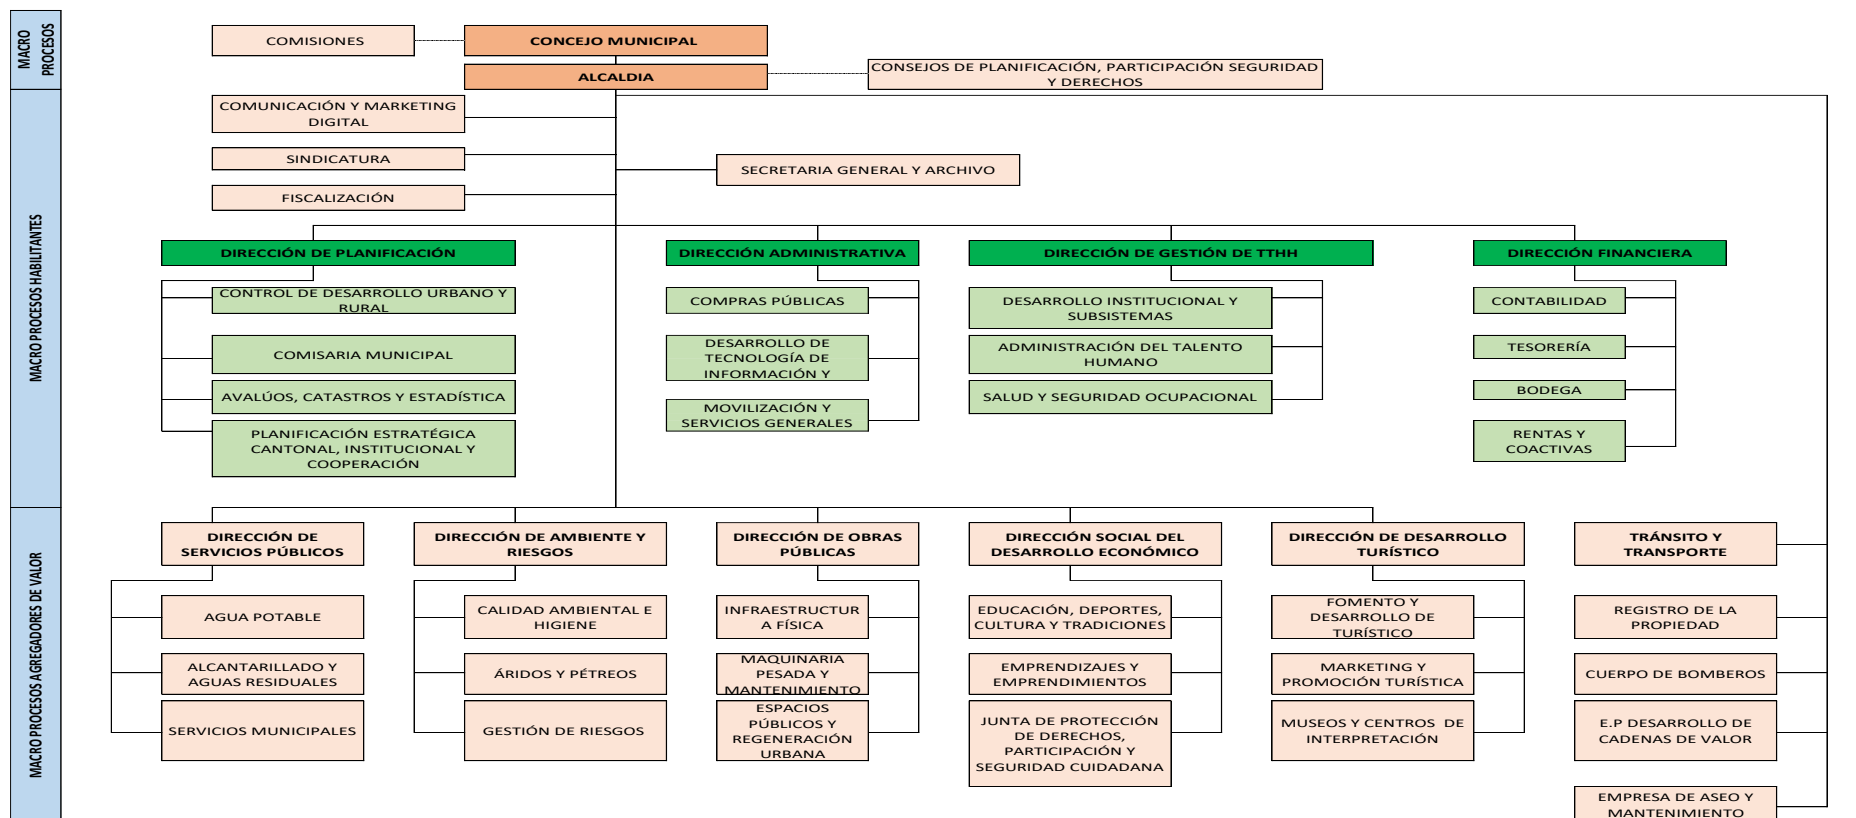 MACRO
PROCESOS
COMISIONES
CONCEJO MUNICIPAL
ALCALDIA
CONSEJOS DE PLANIFICACIÓN, PARTICIPACIÓN SEGURIDAD
Y DERECHOS
MACRO PROCESOS HABILITANTES
COMUNICACIÓN Y MARKETING
DIGITAL
SINDICATURA
SECRETARIA GENERAL Y ARCHIVO
FISCALIZACIÓN
DIRECCIÓN DE PLANIFICACIÓN
CONTROL DE DESARROLLO URBANO Y
RURAL
COMISARIA MUNICIPAL
AVALÚOS, CATASTROS Y ESTADÍSTICA
PLANIFICACIÓN ESTRATÉGICA
CANTONAL, INSTITUCIONAL Y
COOPERACIÓN
DIRECCIÓN ADMINISTRATIVA
COMPRAS PÚBLICAS
DESARROLLO DE
TECNOLOGÍA DE
INFORMACIÓN Y
MOVILIZACIÓN Y
SERVICIOS GENERALES
DIRECCIÓN DE GESTIÓN DE TTHH
DESARROLLO INSTITUCIONAL Y
SUBSISTEMAS
ADMINISTRACIÓN DEL TALENTO
HUMANO
SALUD Y SEGURIDAD OCUPACIONAL
DIRECCIÓN FINANCIERA
CONTABILIDAD
TESORERÍA
BODEGA
RENTAS Y
COACTIVAS
MACRO PROCESOS AGREGADORES DE VALOR
DIRECCIÓN DE
SERVICIOS PÚBLICOS
AGUA POTABLE
ALCANTARILLADO Y
AGUAS RESIDUALES
SERVICIOS MUNICIPALES
DIRECCIÓN DE AMBIENTE Y
RIESGOS
CALIDAD AMBIENTAL E
HIGIENE
ÁRIDOS Y PÉTREOS
GESTIÓN DE RIESGOS
DIRECCIÓN DE OBRAS
PÚBLICAS
INFRAESTRUCTUR
A FÍSICA
MAQUINARIA
PESADA Y
MANTENIMIENTO
ESPACIOS
PÚBLICOS Y
REGENERACIÓN
URBANA
DIRECCIÓN SOCIAL DEL
DESARROLLO ECONÓMICO
EDUCACIÓN, DEPORTES,
CULTURA Y TRADICIONES
EMPRENDIZAJES Y
EMPRENDIMIENTOS
JUNTA DE PROTECCIÓN
DE DERECHOS,
PARTICIPACIÓN Y
SEGURIDAD CUIDADANA
DIRECCIÓN DE DESARROLLO
TURÍSTICO
FOMENTO Y
DESARROLLO DE
TURÍSTICO
MARKETING Y
PROMOCIÓN TURÍSTICA
MUSEOS Y CENTROS DE
INTERPRETACIÓN
TRÁNSITO Y
TRANSPORTE
REGISTRO DE LA
PROPIEDAD
CUERPO DE BOMBEROS
E.P DESARROLLO DE
CADENAS DE VALOR
EMPRESA DE ASEO Y
MANTENIMIENTO